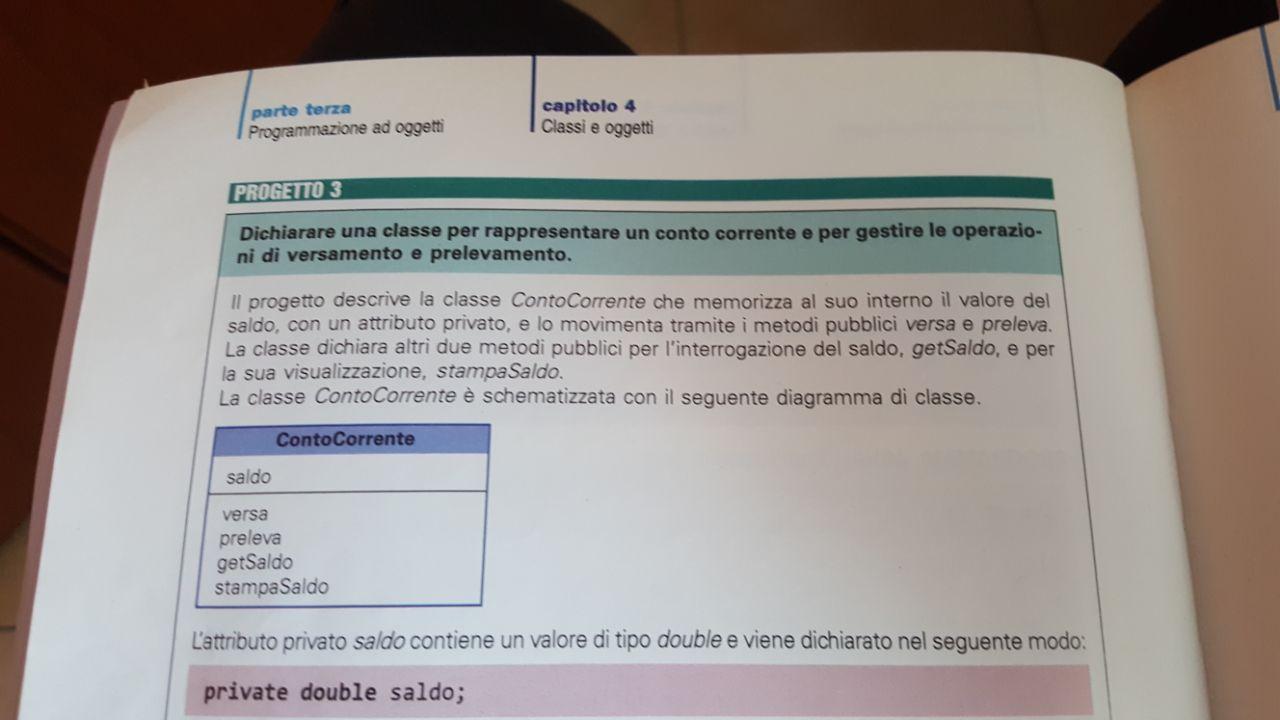 parte terza
Programmazione ad oggetti
capitolo 4
Classi e oggetti
PROGETTO 3
Dichiarare una classe per rappresentare un conto corrente e per gestire le operazio-
ni di versamento e prelevamento.
Il progetto descrive la classe ContoCorrente che memorizza al suo interno il valore del
saldo, con un attributo privato, e lo movimenta tramite i metodi pubblici versa e preleva.
La classe dichiara altri due metodi pubblici per l'interrogazione del saldo, getSaldo, e per
la sua visualizzazione, stampaSaldo.
La classe ContoCorrente è schematizzata con il seguente diagramma di classe.
ContoCorrente
saldo
versa
preleva
getSaldo
stampaSaldo
L'attributo privato saldo contiene un valore di tipo double e viene dichiarato nel seguente modo:
private double saldo;